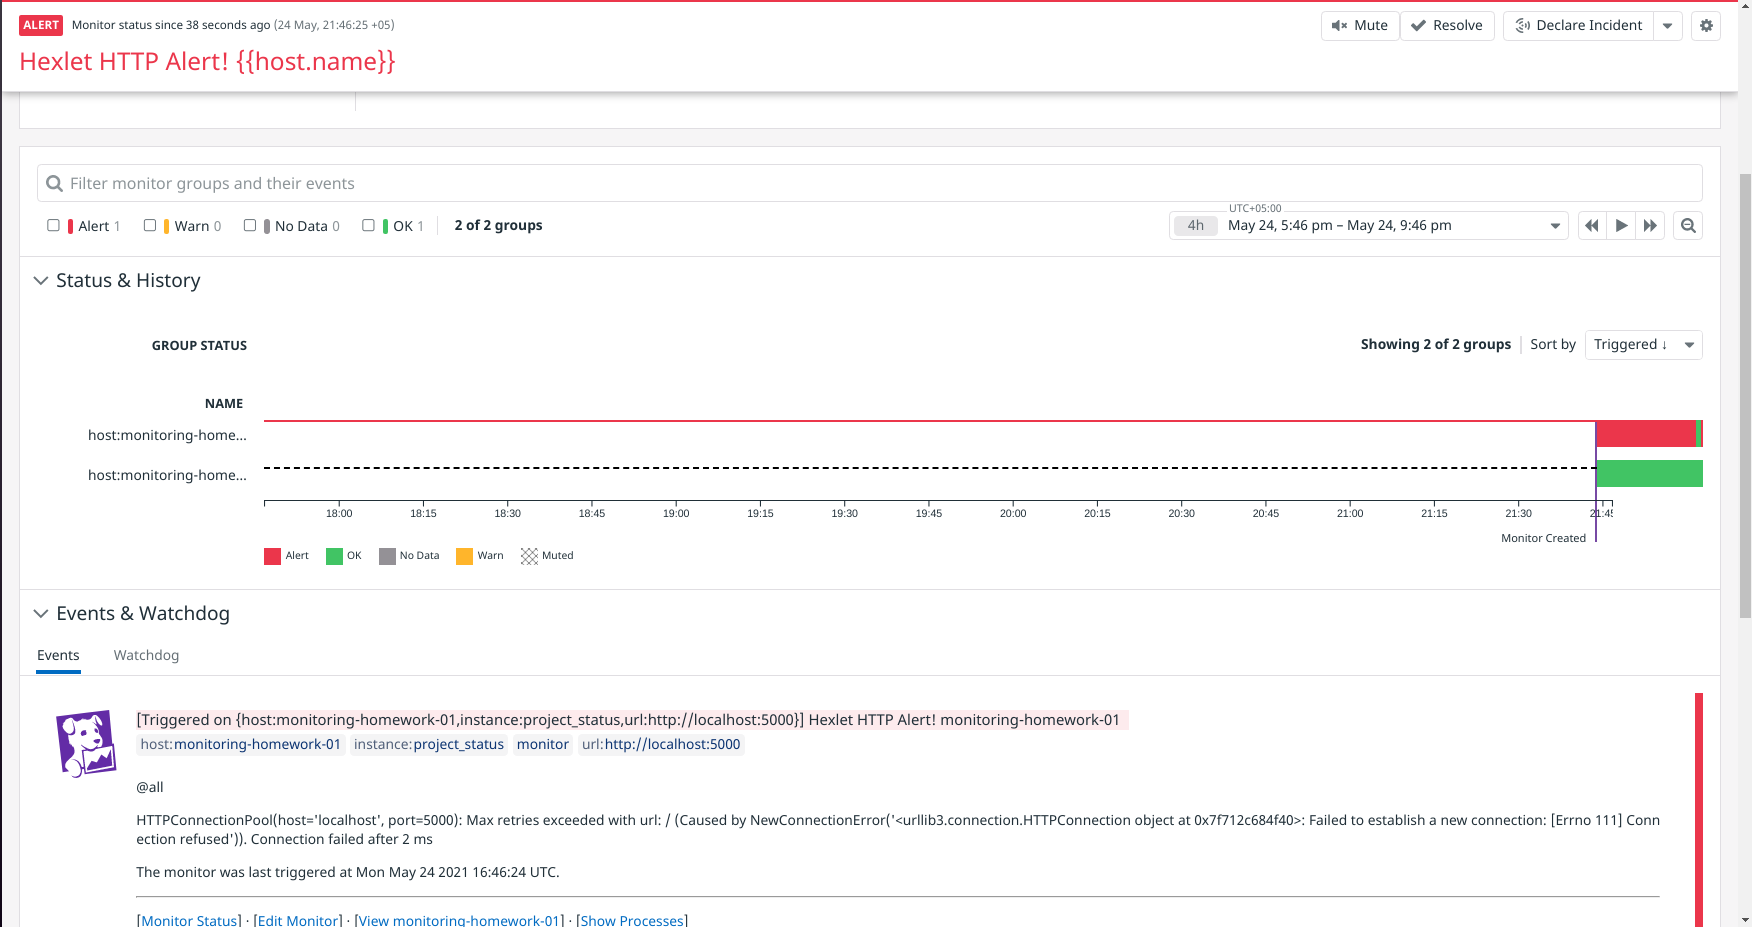 ALERT Monitor status since 38 seconds ago (24 May, 21:46:25 +05)
Mute Resolve Declare Incident
Hexlet HTTP Alert! {{host.name}}
Filter monitor groups and their events
Alert 1 Warn 0 No Data 0 OK 1 2 of 2 groups
UTC+05:00
4h May 24, 5:46 pm – May 24, 9:46 pm
Status & History
GROUP STATUS
Showing 2 of 2 groups Sort by Triggered ↓
NAME
host:monitoring-home...
host:monitoring-home...
18:00 18:15 18:30 18:45 19:00 19:15 19:30 19:45 20:00 20:15 20:30 20:45 21:00 21:15 21:30 21:45
Monitor Created
Alert OK No Data Warn Muted
Events & Watchdog
Events Watchdog
[Triggered on {host:monitoring-homework-01,instance:project_status,url:http://localhost:5000}] Hexlet HTTP Alert! monitoring-homework-01
host:monitoring-homework-01 instance:project_status monitor url:http://localhost:5000
@all
HTTPConnectionPool(host='localhost', port=5000): Max retries exceeded with url: / (Caused by NewConnectionError('<urllib3.connection.HTTPConnection object at 0x7f712c684f40>: Failed to establish a new connection: [Errno 111] Conn
ection refused')). Connection failed after 2 ms
The monitor was last triggered at Mon May 24 2021 16:46:24 UTC.
[Monitor Status] · [Edit Monitor] · [View monitoring-homework-01] · [Show Processes]